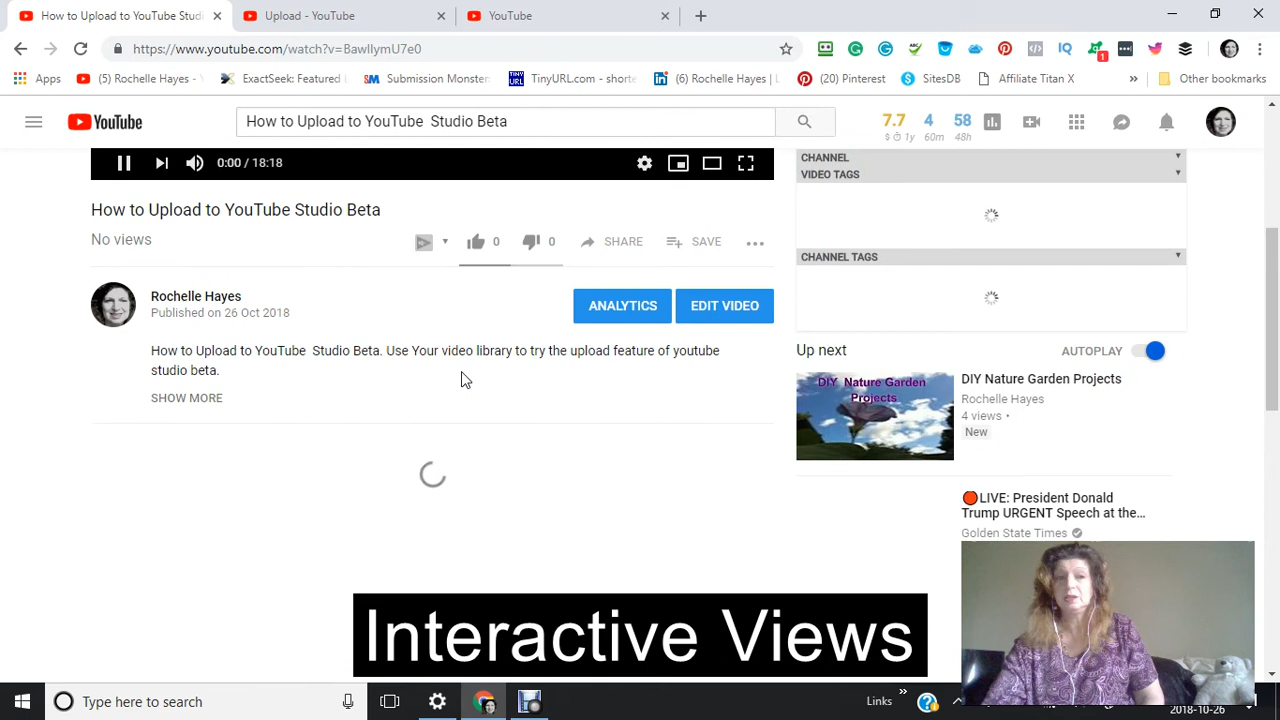 How to Upload to YouTube Studi
Upload - YouTube
YouTube
https://www.youtube.com/watch?v=BawIlymU7e0
1
Apps
(5) Rochelle Hayes - Y
ExactSeek: Featured L
Submission Monster
TinyURL.com - shorte
(6) Rochelle Hayes | L
(20) Pinterest
SitesDB
Affiliate Titan X
Other bookmarks
YouTube
How to Upload to YouTube  Studio Beta
7.7 4 58
1y 60m 48h
0:00 / 18:18
CHANNEL
VIDEO TAGS
CHANNEL TAGS
How to Upload to YouTube Studio Beta
No views
0
0
SHARE
SAVE
Rochelle Hayes
Published on 26 Oct 2018
ANALYTICS
EDIT VIDEO
How to Upload to YouTube  Studio Beta. Use Your video library to try the upload feature of youtube
studio beta.
SHOW MORE
Up next
AUTOPLAY
DIY Nature Garden
Projects
DIY Nature Garden Projects
Rochelle Hayes
4 views •
New
LIVE: President Donald
Trump URGENT Speech at the...
Golden State Times
Interactive Views
Type here to search
Links
2018-10-26